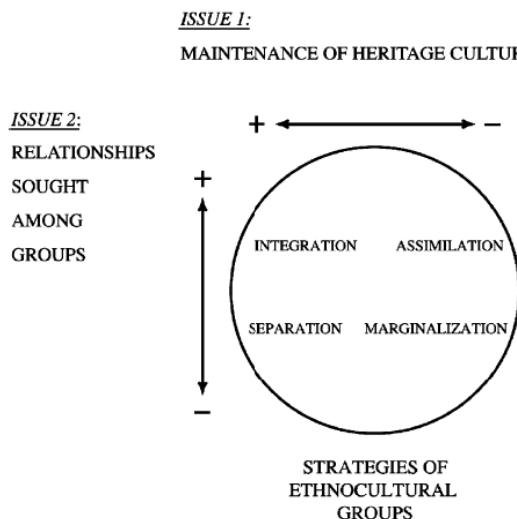 ISSUE 1:
MAINTENANCE OF HERITAGE CULTUR
ISSUE 2:
RELATIONSHIPS
SOUGHT
AMONG
GROUPS
+ −
+
INTEGRATION ASSIMILATION
SEPARATION MARGINALIZATION
−
STRATEGIES OF
ETHNOCULTURAL
GROUPS